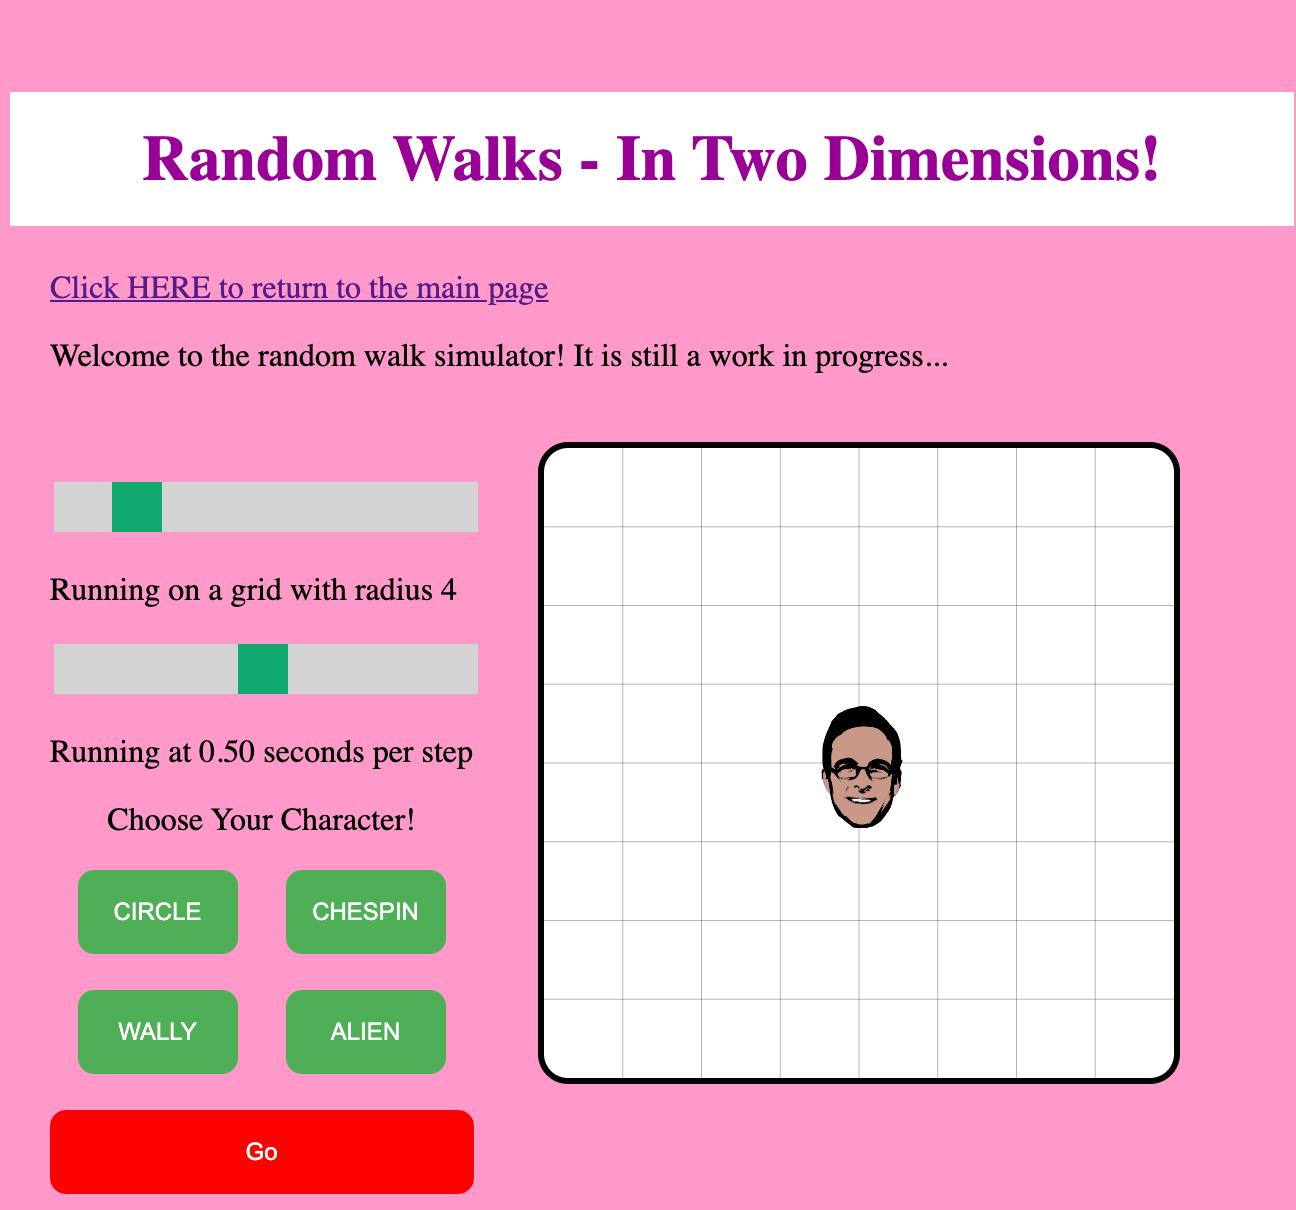 Random Walks - In Two Dimensions!
Click HERE to return to the main page
Welcome to the random walk simulator! It is still a work in progress...
Running on a grid with radius 4
Running at 0.50 seconds per step
Choose Your Character!
CIRCLE
CHESPIN
WALLY
ALIEN
Go